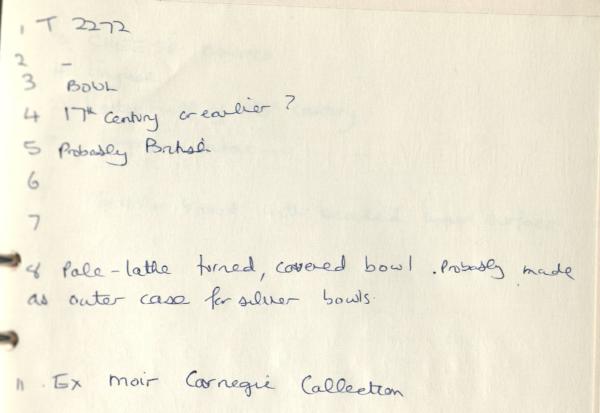 1 T 2272
2 -
3 BOWL
4 17th Century or earlier ?
5 Probably British
6
7
8 Pole-lathe turned, covered bowl. Probably made
as outer case for silver bowls.
11. Ex Moir Carnegie Collection